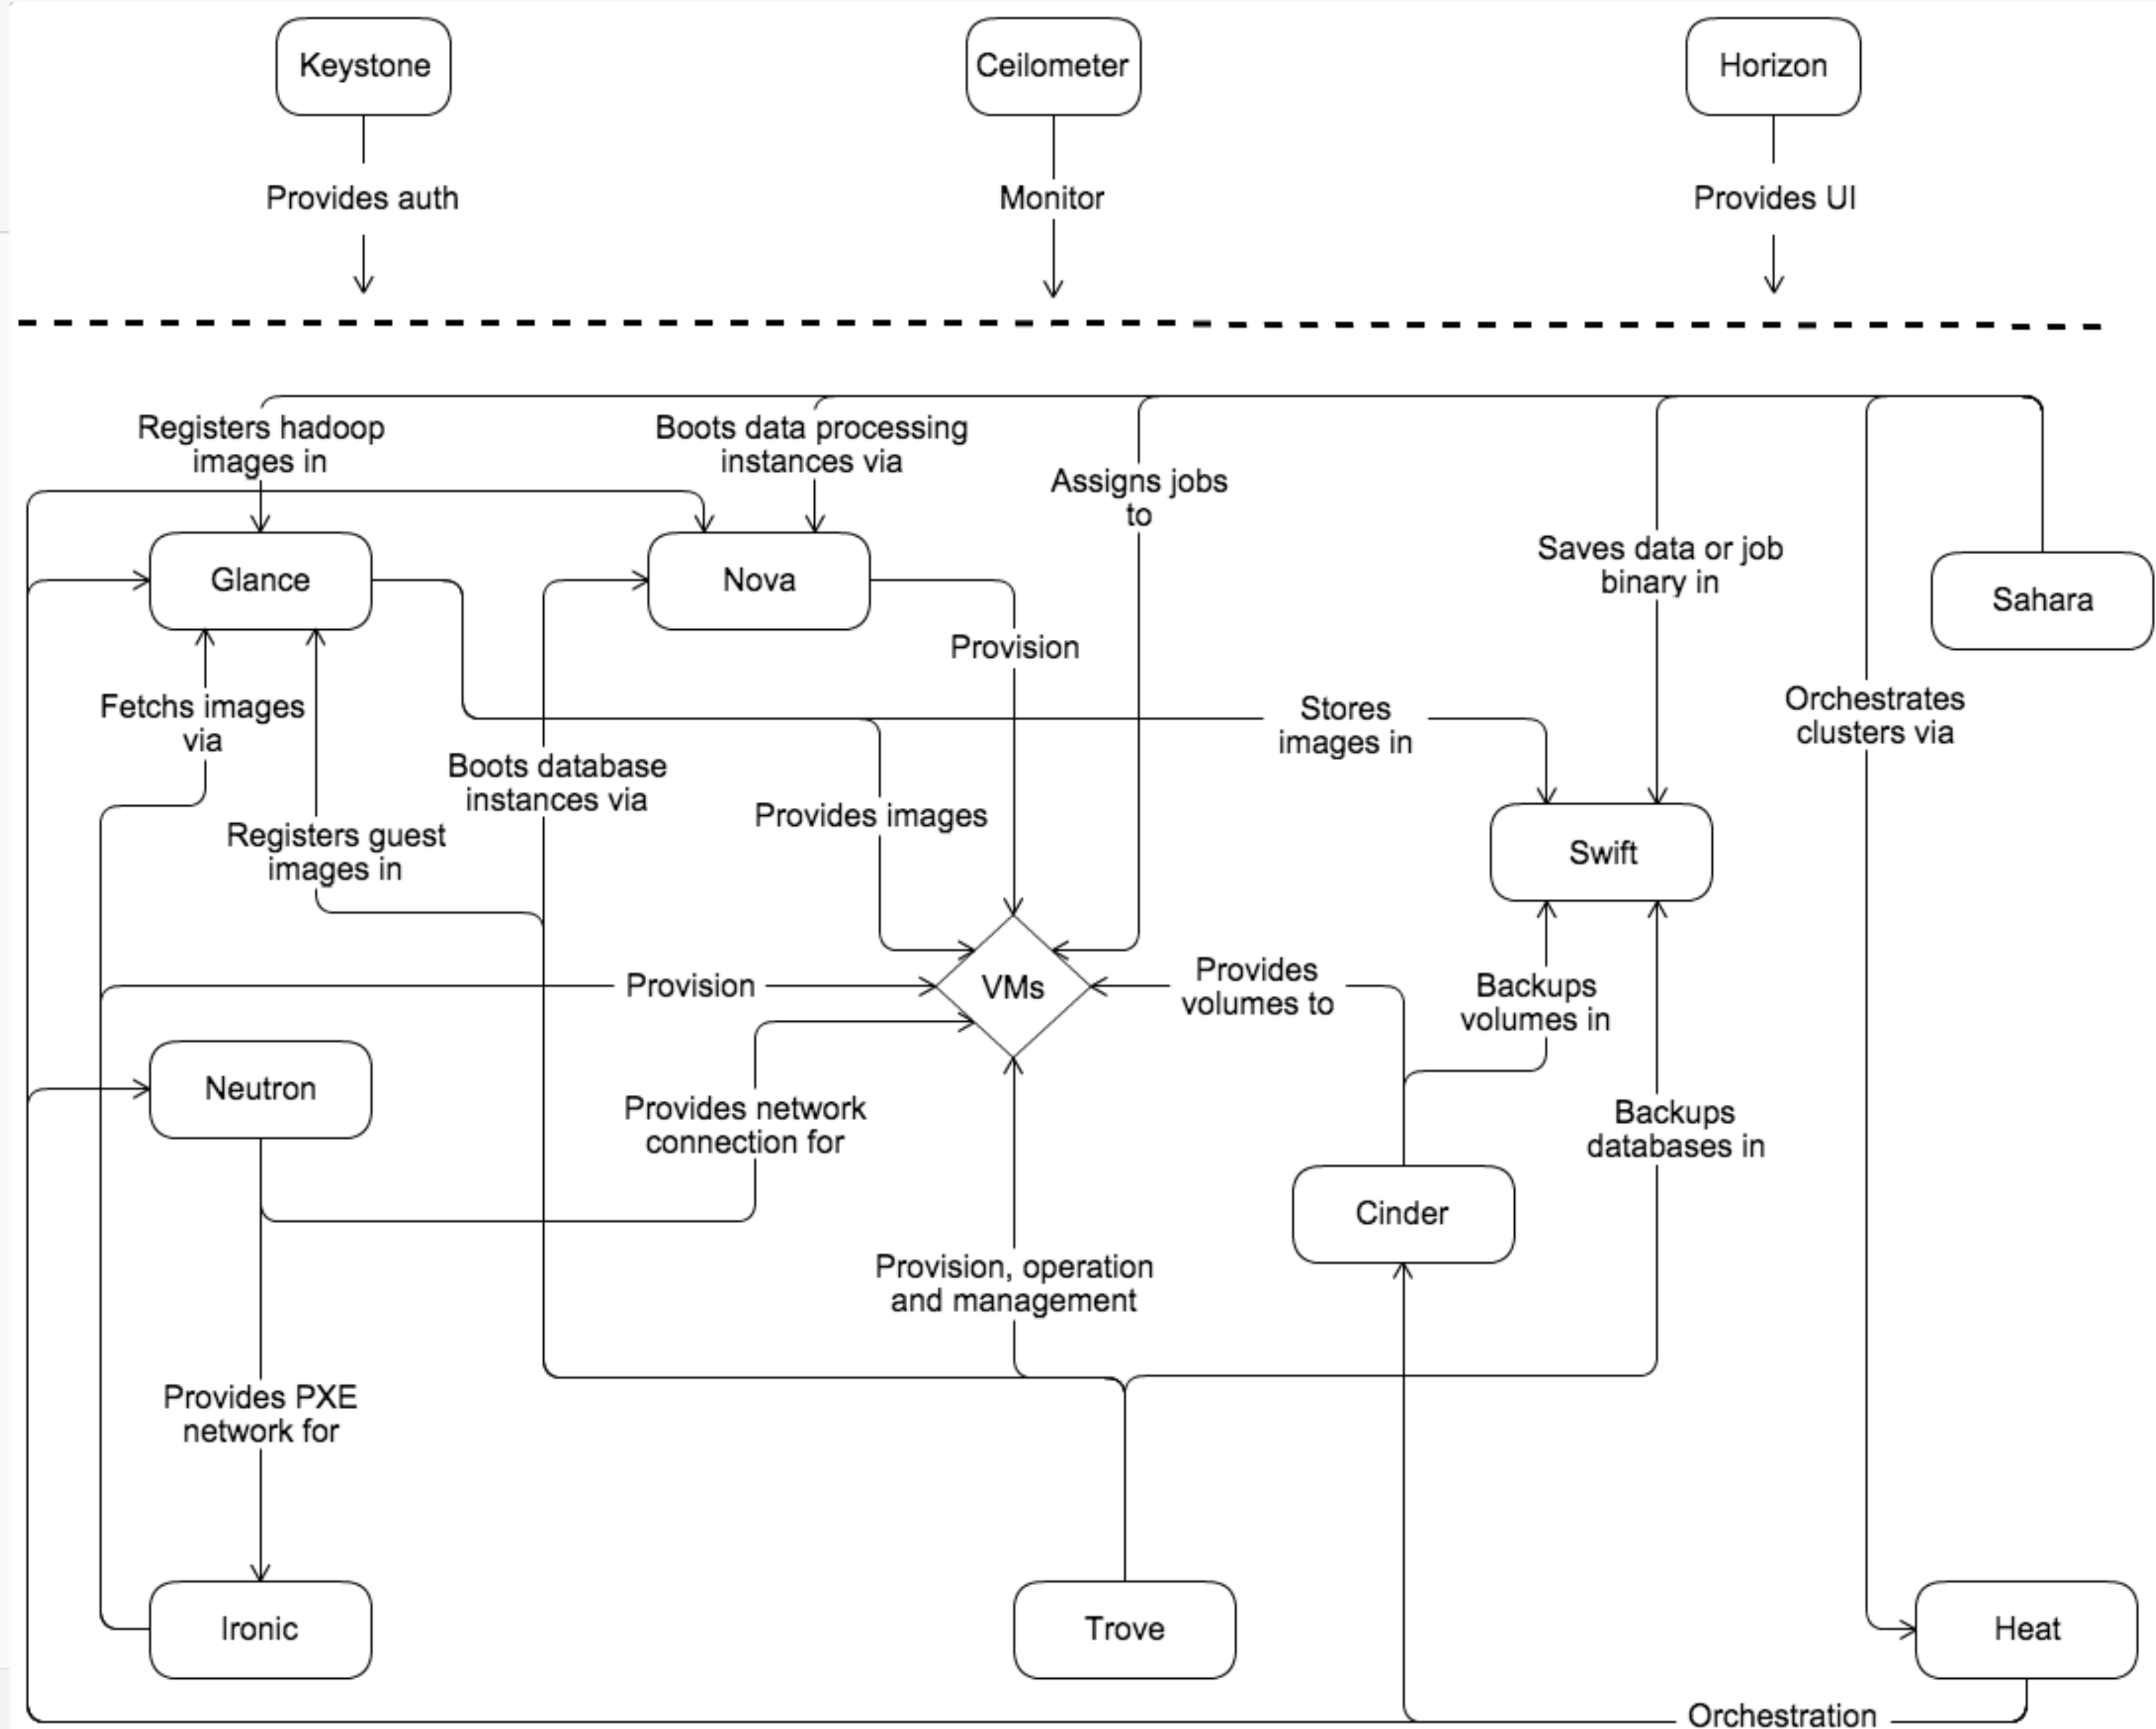 Keystone
Ceilometer
Horizon
Provides auth
Monitor
Provides UI
Registers hadoop
images in
Boots data processing
instances via
Assigns jobs
to
Saves data or job
binary in
Glance
Nova
Sahara
Provision
Fetchs images
via
Stores
images in
Orchestrates
clusters via
Boots database
instances via
Provides images
Registers guest
images in
Swift
Provision
VMs
Provides
volumes to
Backups
volumes in
Neutron
Provides network
connection for
Backups
databases in
Cinder
Provision, operation
and management
Provides PXE
network for
Ironic
Trove
Heat
Orchestration